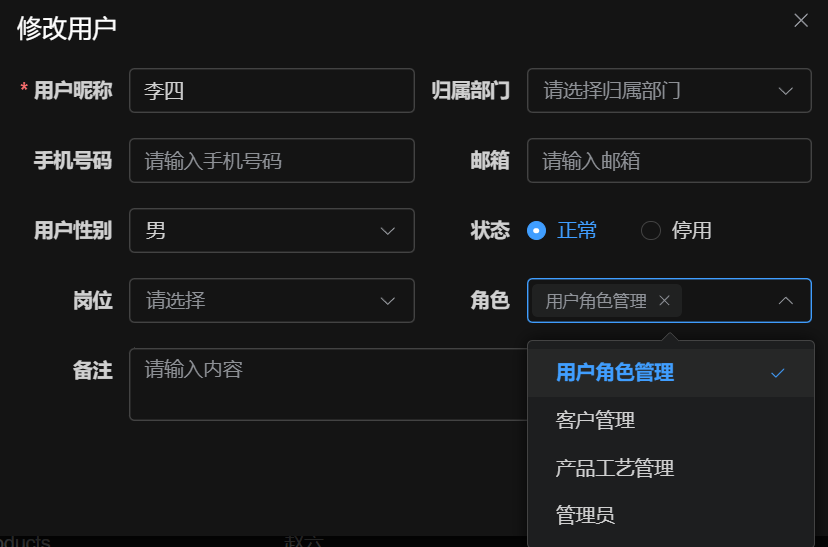 修改用户
* 用户昵称 李四 归属部门 请选择归属部门
手机号码 请输入手机号码 邮箱 请输入邮箱
用户性别 男 状态 正常 停用
岗位 请选择 角色 用户角色管理
备注 请输入内容
用户角色管理
客户管理
产品工艺管理
管理员